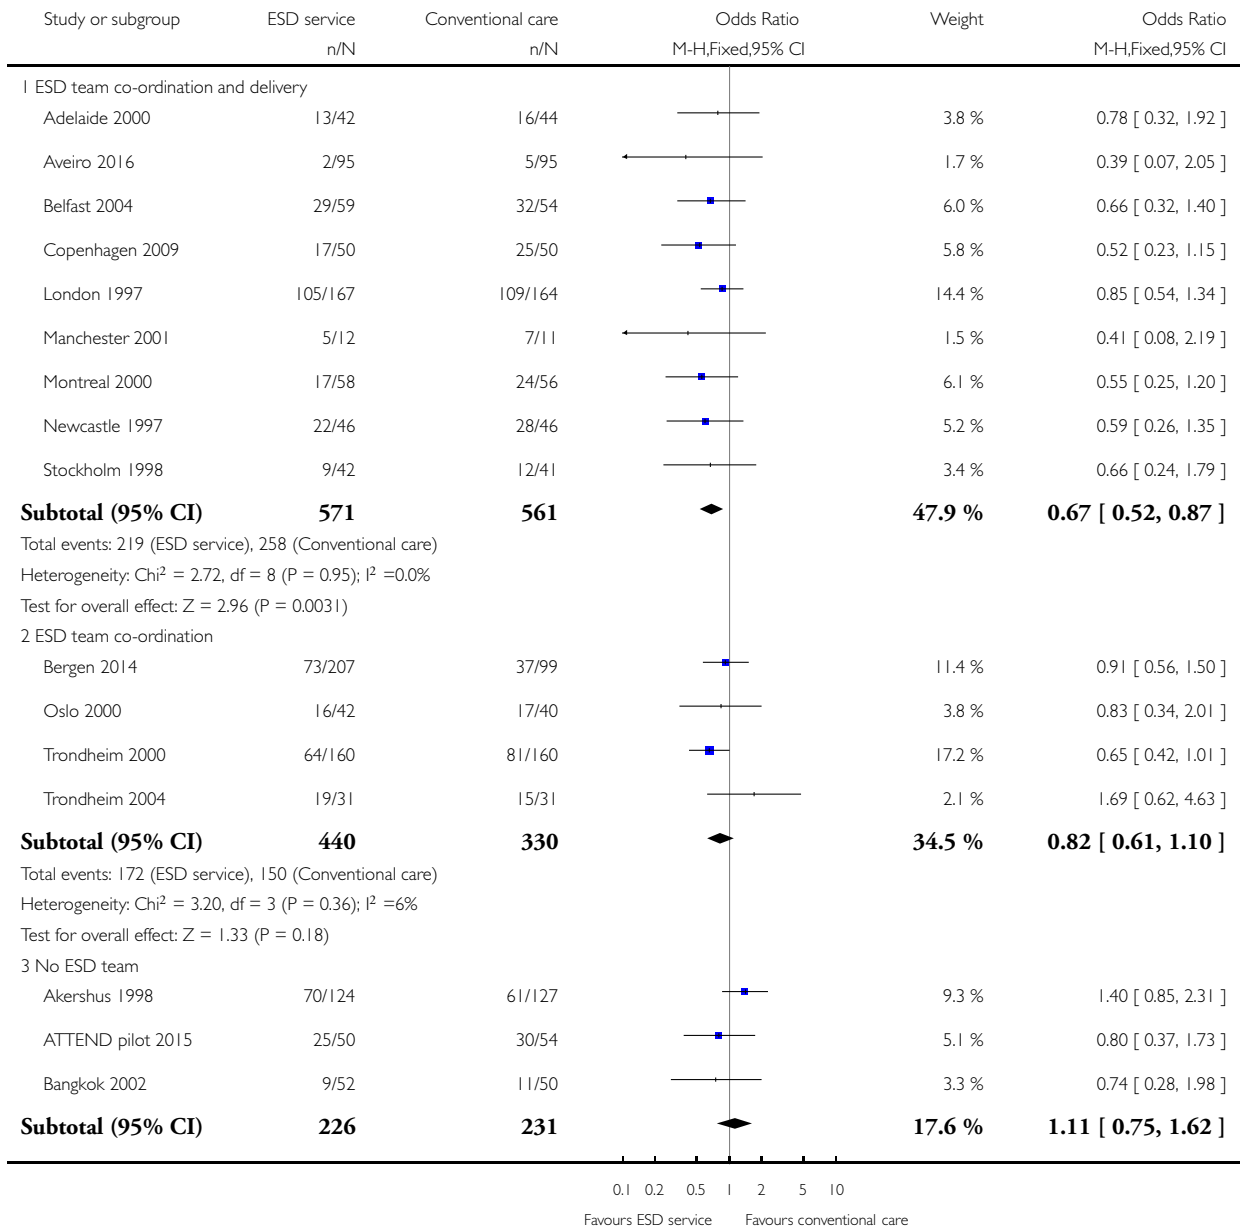 Study or subgroup ESD service Conventional care Odds Ratio Weight Odds Ratio
n/N n/N M-H,Fixed,95% CI M-H,Fixed,95% CI
1 ESD team co-ordination and delivery
Adelaide 2000 13/42 16/44 3.8 % 0.78 [ 0.32, 1.92 ]
Aveiro 2016 2/95 5/95 1.7 % 0.39 [ 0.07, 2.05 ]
Belfast 2004 29/59 32/54 6.0 % 0.66 [ 0.32, 1.40 ]
Copenhagen 2009 17/50 25/50 5.8 % 0.52 [ 0.23, 1.15 ]
London 1997 105/167 109/164 14.4 % 0.85 [ 0.54, 1.34 ]
Manchester 2001 5/12 7/11 1.5 % 0.41 [ 0.08, 2.19 ]
Montreal 2000 17/58 24/56 6.1 % 0.55 [ 0.25, 1.20 ]
Newcastle 1997 22/46 28/46 5.2 % 0.59 [ 0.26, 1.35 ]
Stockholm 1998 9/42 12/41 3.4 % 0.66 [ 0.24, 1.79 ]
Subtotal (95% CI) 571 561 47.9 % 0.67 [ 0.52, 0.87 ]
Total events: 219 (ESD service), 258 (Conventional care)
Heterogeneity: Chi² = 2.72, df = 8 (P = 0.95); I² =0.0%
Test for overall effect: Z = 2.96 (P = 0.0031)
2 ESD team co-ordination
Bergen 2014 73/207 37/99 11.4 % 0.91 [ 0.56, 1.50 ]
Oslo 2000 16/42 17/40 3.8 % 0.83 [ 0.34, 2.01 ]
Trondheim 2000 64/160 81/160 17.2 % 0.65 [ 0.42, 1.01 ]
Trondheim 2004 19/31 15/31 2.1 % 1.69 [ 0.62, 4.63 ]
Subtotal (95% CI) 440 330 34.5 % 0.82 [ 0.61, 1.10 ]
Total events: 172 (ESD service), 150 (Conventional care)
Heterogeneity: Chi² = 3.20, df = 3 (P = 0.36); I² =6%
Test for overall effect: Z = 1.33 (P = 0.18)
3 No ESD team
Akershus 1998 70/124 61/127 9.3 % 1.40 [ 0.85, 2.31 ]
ATTEND pilot 2015 25/50 30/54 5.1 % 0.80 [ 0.37, 1.73 ]
Bangkok 2002 9/52 11/50 3.3 % 0.74 [ 0.28, 1.98 ]
Subtotal (95% CI) 226 231 17.6 % 1.11 [ 0.75, 1.62 ]
0.1 0.2 0.5 1 2 5 10
Favours ESD service Favours conventional care